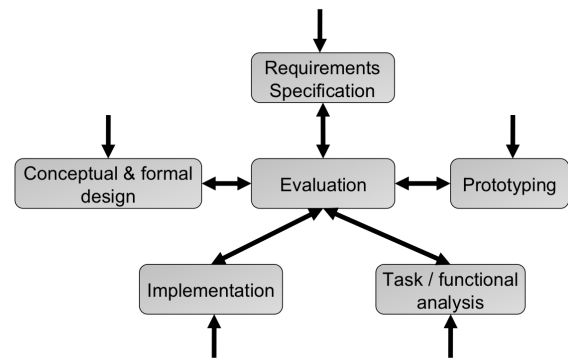 Requirements
Specification
Conceptual & formal
design
Evaluation
Prototyping
Implementation
Task / functional
analysis